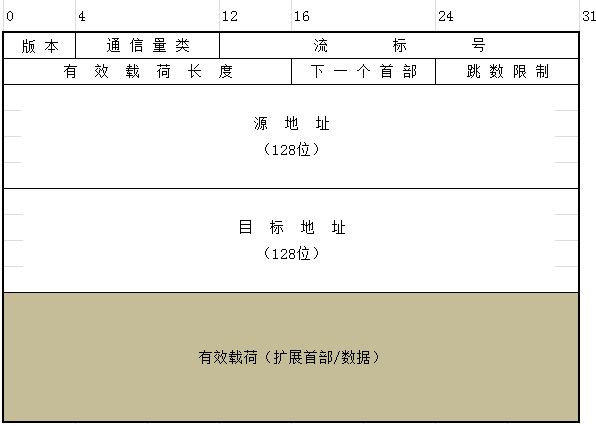 0 4 12 16 24 31
版本 通信量类 流标号
有效载荷长度 下一个首部 跳数限制
源地址
（128位）
目标地址
（128位）
有效载荷（扩展首部/数据）